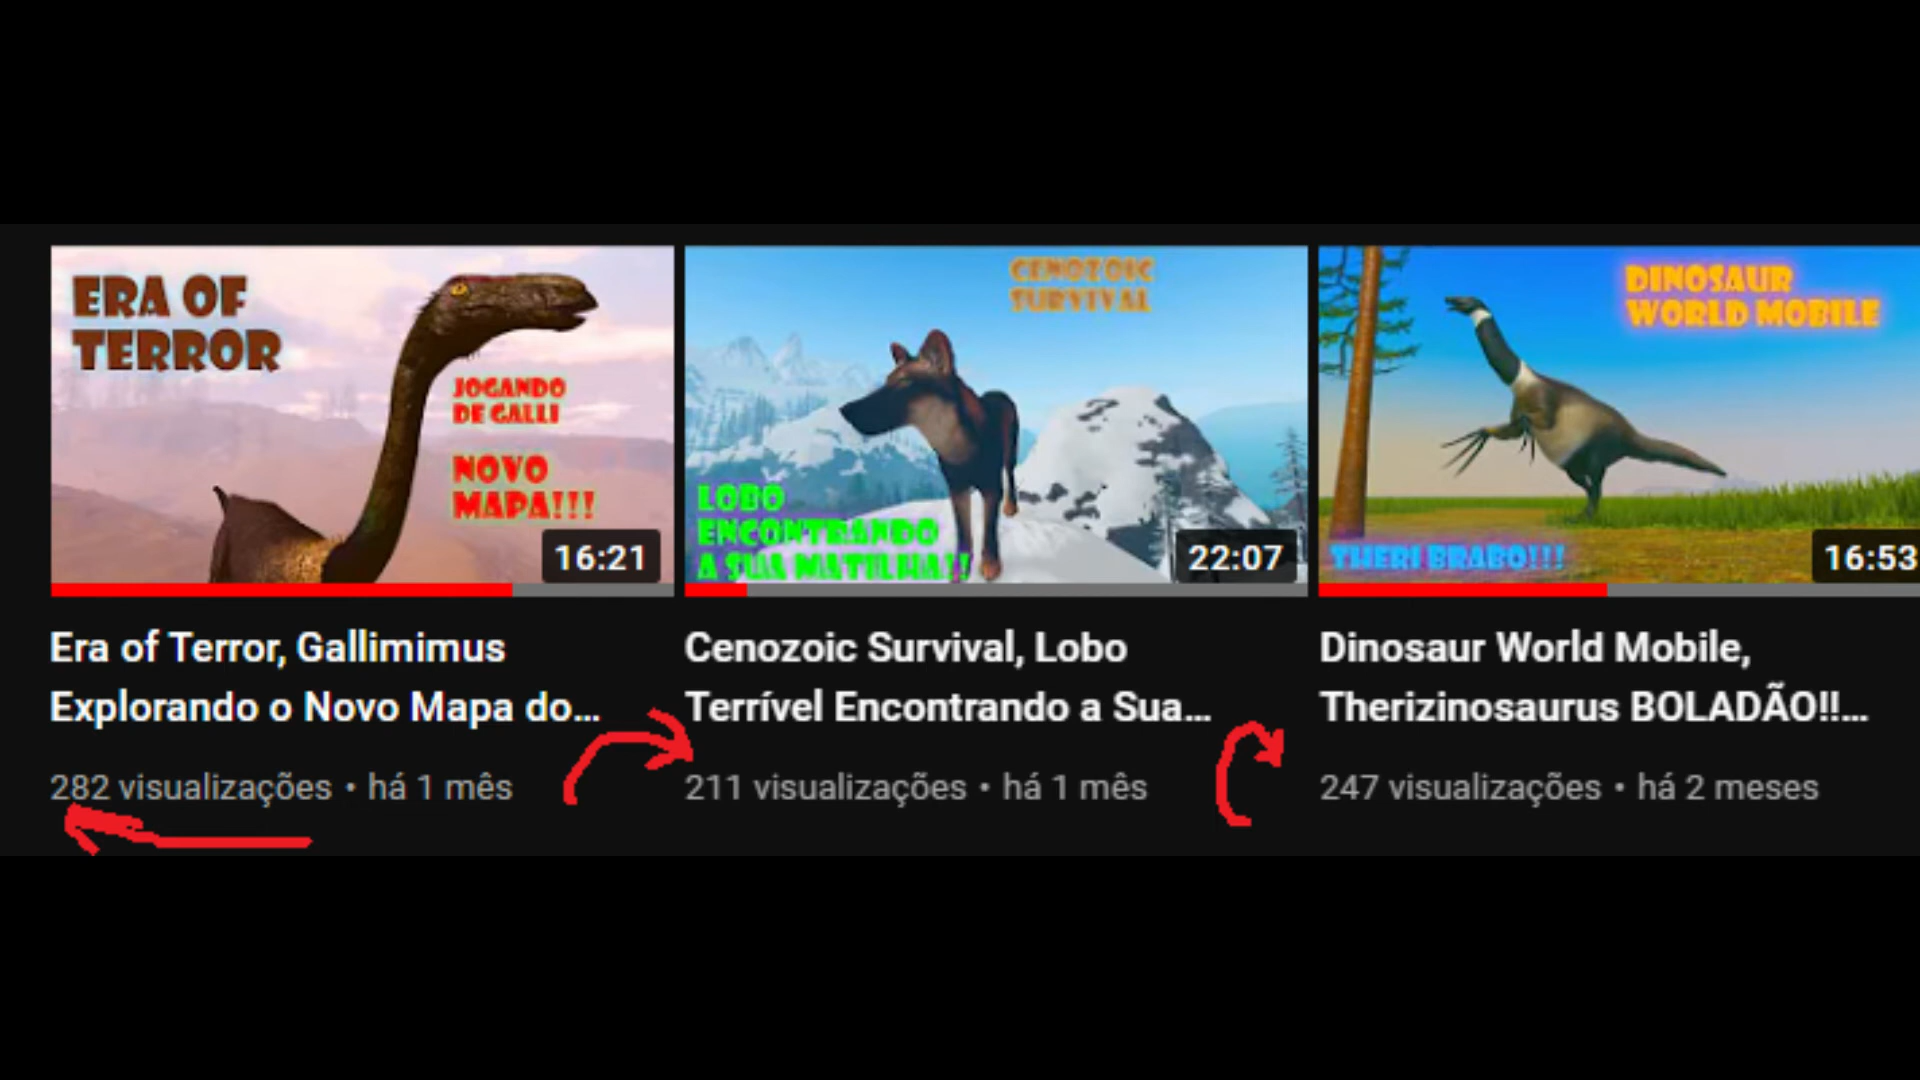 ERA OF
TERROR
JOGANDO
DE GALLI
NOVO
MAPA!!!
16:21
Era of Terror, Gallimimus
Explorando o Novo Mapa do...
282 visualizações • há 1 mês
CENOZOIC
SURVIVAL
LOBO
ENCONTRANDO
A SUA MATILHA!!
22:07
Cenozoic Survival, Lobo
Terrível Encontrando a Sua...
211 visualizações • há 1 mês
DINOSAUR
WORLD MOBILE
THERI BRABO!!!
16:53
Dinosaur World Mobile,
Therizinosaurus BOLADÃO!!...
247 visualizações • há 2 meses